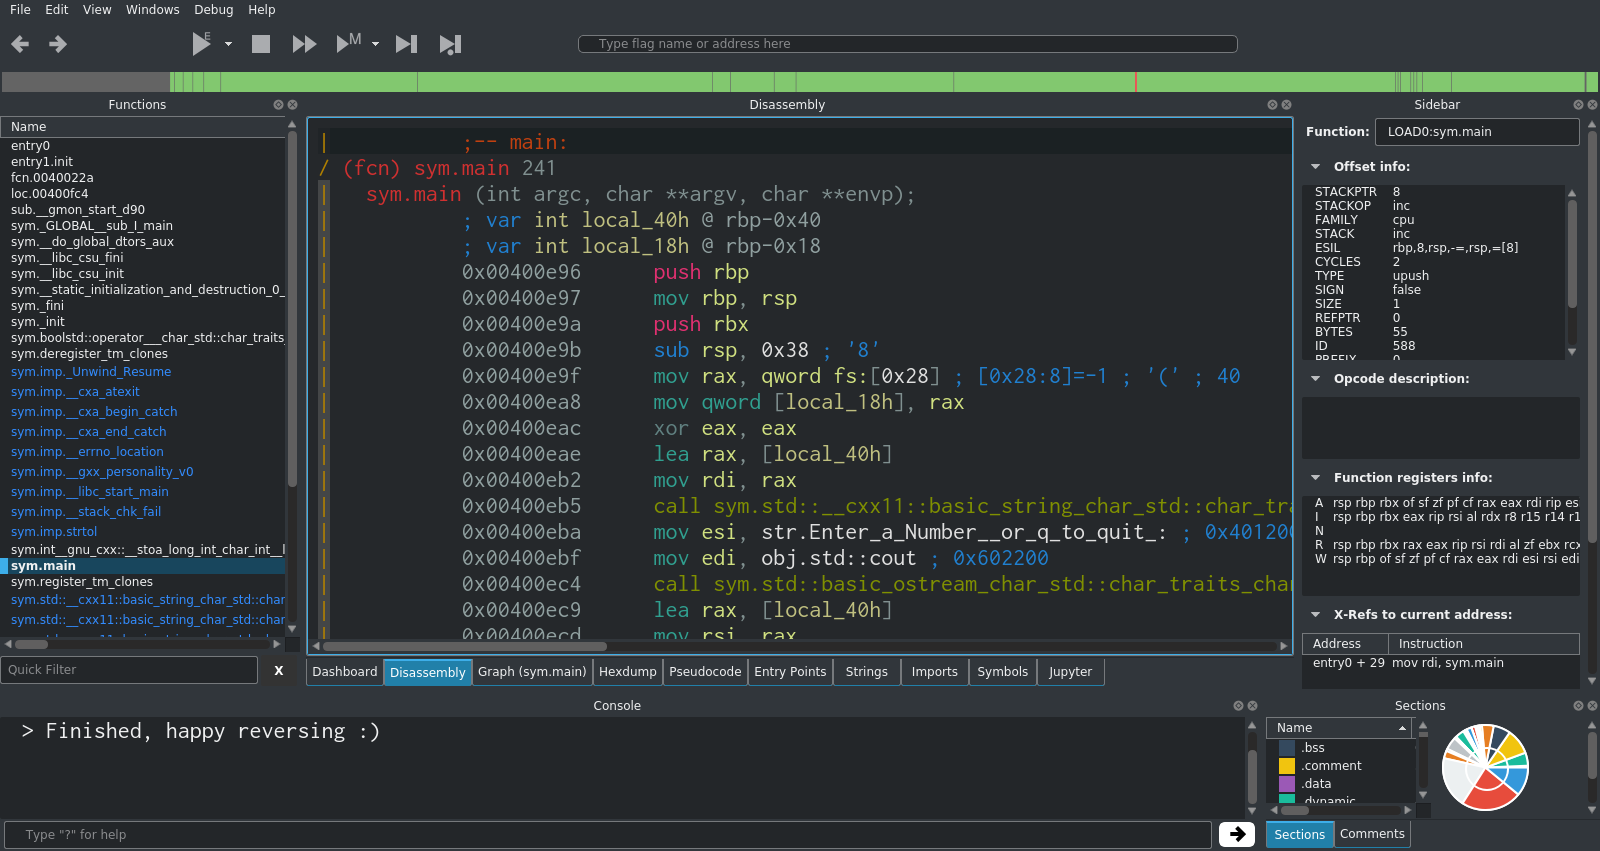 File Edit View Windows Debug Help
E M Type flag name or address here
Functions
Name
entry0
entry1.init
fcn.0040022a
loc.00400fc4
sub.__gmon_start_d90
sym._GLOBAL__sub_I_main
sym.__do_global_dtors_aux
sym.__libc_csu_fini
sym.__libc_csu_init
sym.__static_initialization_and_destruction_0_
sym._fini
sym._init
sym.boolstd::operator___char_std::char_traits_
sym.deregister_tm_clones
sym.imp._Unwind_Resume
sym.imp.__cxa_atexit
sym.imp.__cxa_begin_catch
sym.imp.__cxa_end_catch
sym.imp.__errno_location
sym.imp.__gxx_personality_v0
sym.imp.__libc_start_main
sym.imp.__stack_chk_fail
sym.imp.strtol
sym.int__gnu_cxx::__stoa_long_int_char_int__l
sym.main
sym.register_tm_clones
sym.std::__cxx11::basic_string_char_std::char
sym.std::__cxx11::basic_string_char_std::char
Quick Filter X
Disassembly
;-- main:
/ (fcn) sym.main 241
sym.main (int argc, char **argv, char **envp);
; var int local_40h @ rbp-0x40
; var int local_18h @ rbp-0x18
0x00400e96 push rbp
0x00400e97 mov rbp, rsp
0x00400e9a push rbx
0x00400e9b sub rsp, 0x38 ; '8'
0x00400e9f mov rax, qword fs:[0x28] ; [0x28:8]=-1 ; '(' ; 40
0x00400ea8 mov qword [local_18h], rax
0x00400eac xor eax, eax
0x00400eae lea rax, [local_40h]
0x00400eb2 mov rdi, rax
0x00400eb5 call sym.std::__cxx11::basic_string_char_std::char_tra
0x00400eba mov esi, str.Enter_a_Number__or_q_to_quit_: ; 0x401200
0x00400ebf mov edi, obj.std::cout ; 0x602200
0x00400ec4 call sym.std::basic_ostream_char_std::char_traits_char
0x00400ec9 lea rax, [local_40h]
0x00400ecd mov rsi, rax
Dashboard Disassembly Graph (sym.main) Hexdump Pseudocode Entry Points Strings Imports Symbols Jupyter
Sidebar
Function: LOAD0:sym.main
Offset info:
STACKPTR 8
STACKOP inc
FAMILY cpu
STACK inc
ESIL rbp,8,rsp,-=,rsp,=[8]
CYCLES 2
TYPE upush
SIGN false
SIZE 1
REFPTR 0
BYTES 55
ID 588
PREFIX 0
Opcode description:
Function registers info:
A rsp rbp rbx of sf zf pf cf rax eax rdi rip es
I rsp rbp rbx eax rip rsi al rdx r8 r15 r14 r1
N
R rsp rbp rbx rax eax rip rsi rdi al zf ebx rcx
W rsp rbp of sf zf pf cf rax eax rdi esi rsi edi
X-Refs to current address:
Address Instruction
entry0 + 29 mov rdi, sym.main
Console
> Finished, happy reversing :)
Type "?" for help
Sections
Name
.bss
.comment
.data
.dynamic
Sections Comments